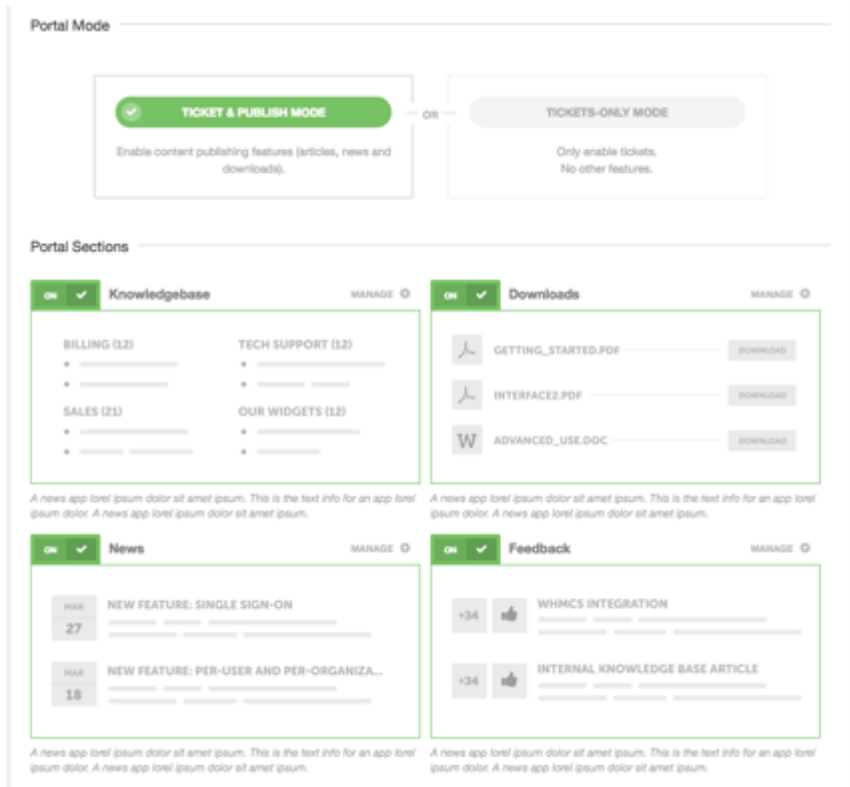 Portal Mode
TICKET & PUBLISH MODE
Enable content publishing features (articles, news and
downloads).
OR
TICKETS-ONLY MODE
Only enable tickets.
No other features.
Portal Sections
ON
Knowledgebase
MANAGE
BILLING (12)
TECH SUPPORT (12)
SALES (21)
OUR WIDGETS (12)
A news app lorel ipsum dolor sit amet ipsum. This is the text info for an app lorel
ipsum dolor. A news app lorel ipsum dolor sit amet ipsum.
ON
Downloads
MANAGE
GETTING_STARTED.PDF
DOWNLOAD
INTERFACE2.PDF
DOWNLOAD
W
ADVANCED_USE.DOC
DOWNLOAD
A news app lorel ipsum dolor sit amet ipsum. This is the text info for an app lorel
ipsum dolor. A news app lorel ipsum dolor sit amet ipsum.
ON
News
MANAGE
MAR
27
NEW FEATURE: SINGLE SIGN-ON
MAR
18
NEW FEATURE: PER-USER AND PER-ORGANIZA...
A news app lorel ipsum dolor sit amet ipsum. This is the text info for an app lorel
ipsum dolor. A news app lorel ipsum dolor sit amet ipsum.
ON
Feedback
MANAGE
+34
WHMCS INTEGRATION
+34
INTERNAL KNOWLEDGE BASE ARTICLE
A news app lorel ipsum dolor sit amet ipsum. This is the text info for an app lorel
ipsum dolor. A news app lorel ipsum dolor sit amet ipsum.